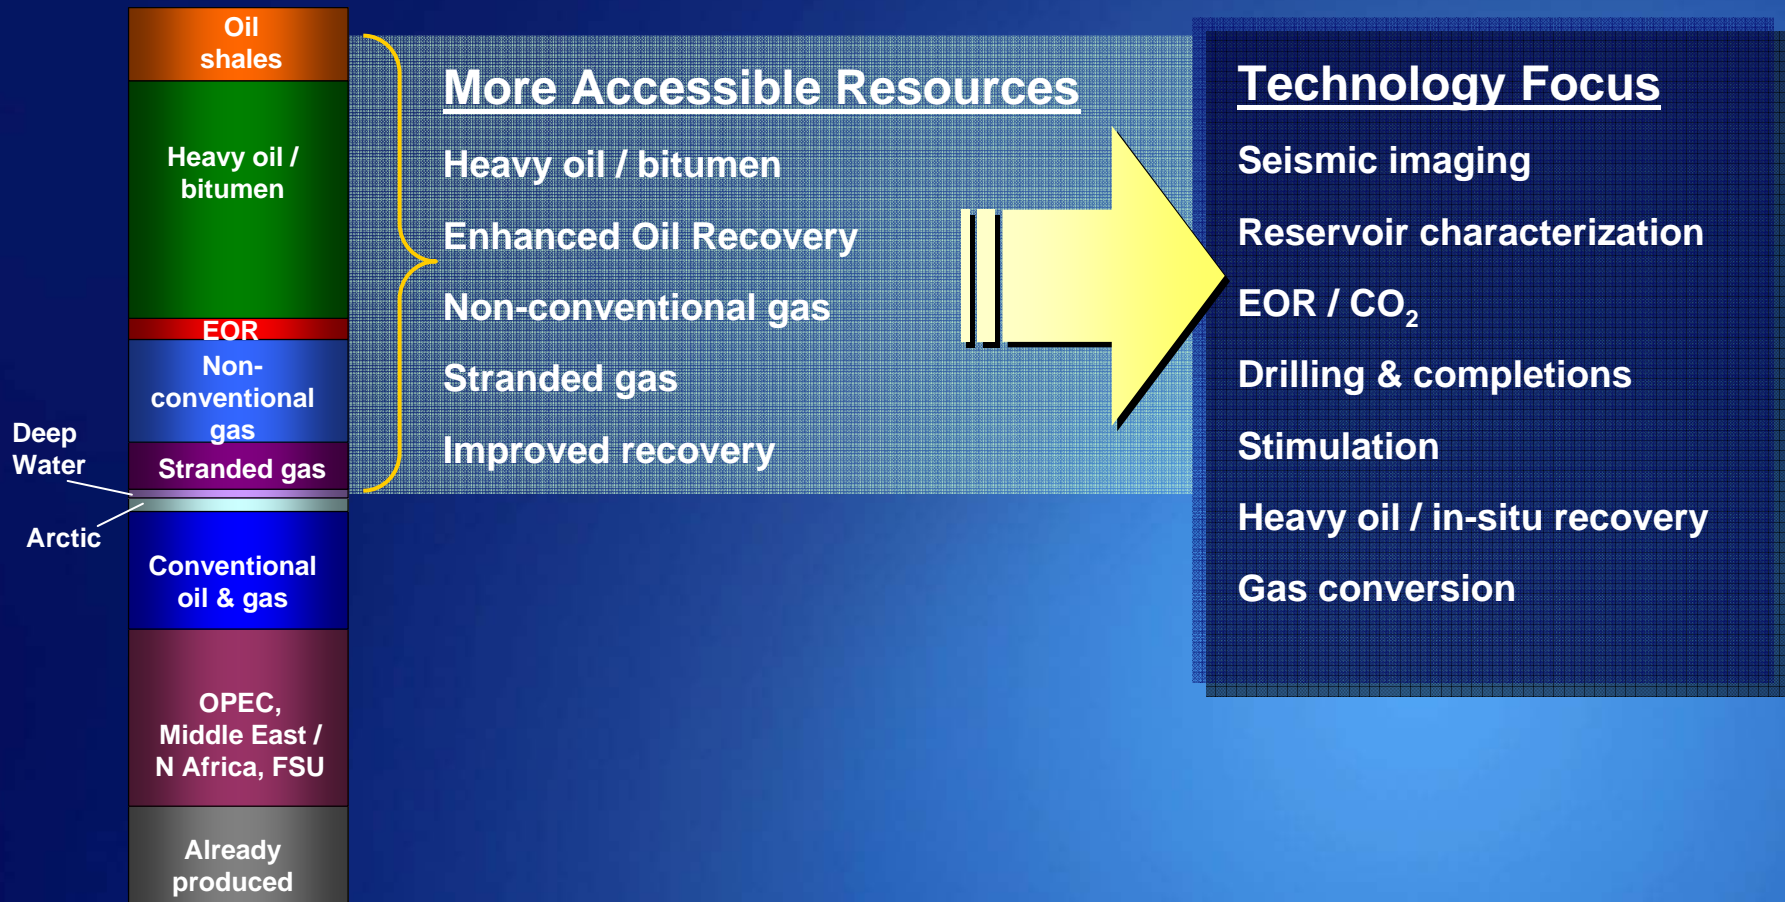 Oil
shales
Heavy oil /
bitumen
EOR
Non-
conventional
gas
Deep
Water
Stranded gas
Arctic
Conventional
oil & gas
OPEC,
Middle East /
N Africa, FSU
Already
produced
More Accessible Resources
Heavy oil / bitumen
Enhanced Oil Recovery
Non-conventional gas
Stranded gas
Improved recovery
Technology Focus
Seismic imaging
Reservoir characterization
EOR / CO₂
Drilling & completions
Stimulation
Heavy oil / in-situ recovery
Gas conversion